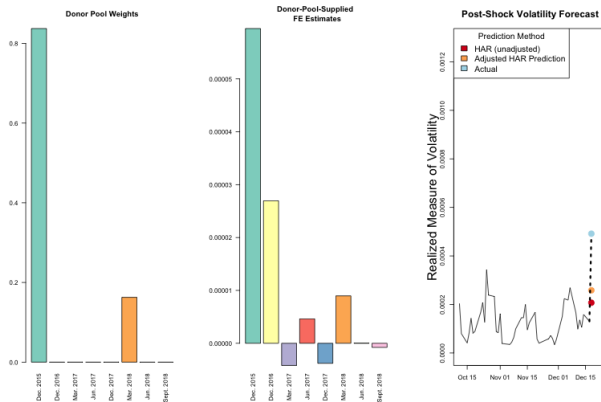 Donor Pool Weights
0.8
0.6
0.4
0.2
0.0
Dec. 2015
Dec. 2016
Mar. 2017
Jun. 2017
Dec. 2017
Mar. 2018
Jun. 2018
Sept. 2018
Donor-Pool-Supplied
FE Estimates
0.00005
0.00004
0.00003
0.00002
0.00001
0.00000
Dec. 2015
Dec. 2016
Mar. 2017
Jun. 2017
Dec. 2017
Mar. 2018
Jun. 2018
Sept. 2018
Post-Shock Volatility Forecast
Prediction Method
HAR (unadjusted)
Adjusted HAR Prediction
Actual
Realized Measure of Volatility
0.0012
0.0010
0.0008
0.0006
0.0004
0.0002
0.0000
Oct 15
Nov 01
Nov 15
Dec 01
Dec 15